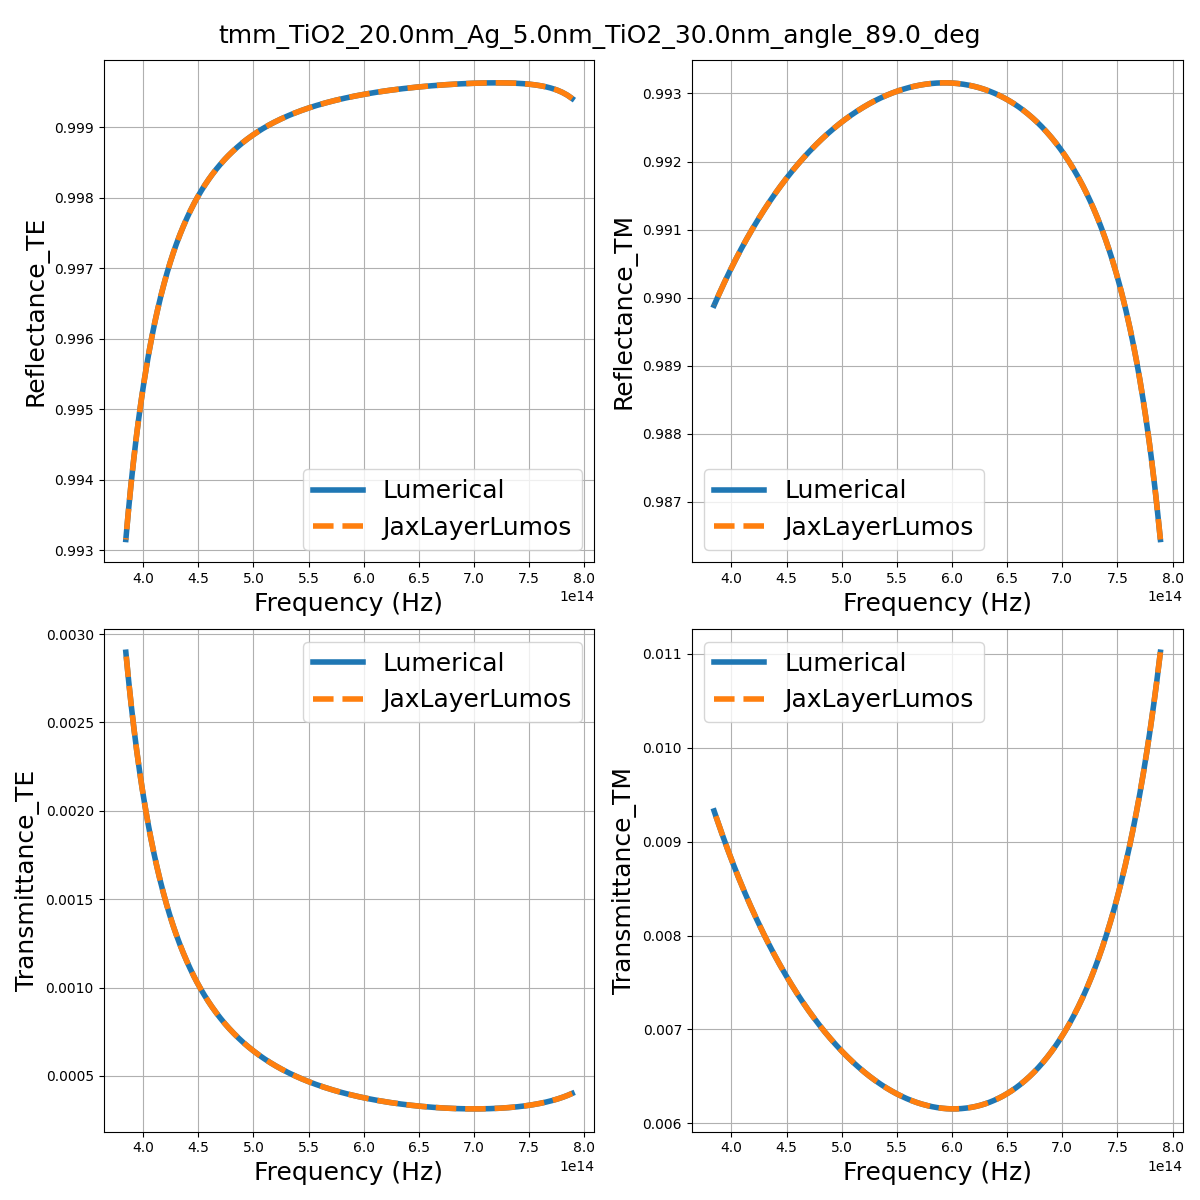 tmm_TiO2_20.0nm_Ag_5.0nm_TiO2_30.0nm_angle_89.0_deg
Reflectance_TE
0.999
0.998
0.997
0.996
0.995
0.994
0.993
Lumerical
JaxLayerLumos
4.0 4.5 5.0 5.5 6.0 6.5 7.0 7.5 8.0
1e14
Frequency (Hz)
Reflectance_TM
0.993
0.992
0.991
0.990
0.989
0.988
0.987
Lumerical
JaxLayerLumos
4.0 4.5 5.0 5.5 6.0 6.5 7.0 7.5 8.0
1e14
Frequency (Hz)
Transmittance_TE
0.0030
0.0025
0.0020
0.0015
0.0010
0.0005
Lumerical
JaxLayerLumos
4.0 4.5 5.0 5.5 6.0 6.5 7.0 7.5 8.0
1e14
Frequency (Hz)
Transmittance_TM
0.011
0.010
0.009
0.008
0.007
0.006
Lumerical
JaxLayerLumos
4.0 4.5 5.0 5.5 6.0 6.5 7.0 7.5 8.0
1e14
Frequency (Hz)